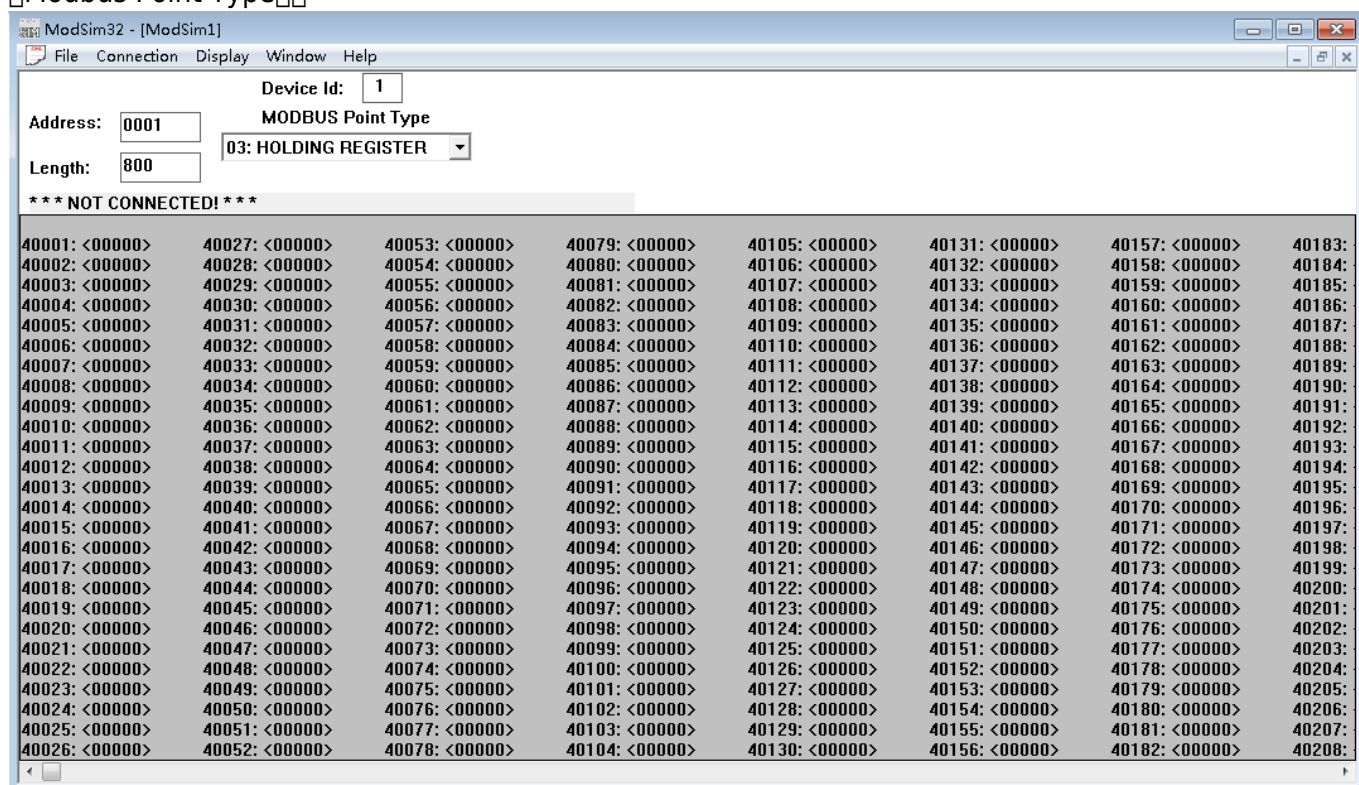 Modbus Point Type
ModSim32 - [ModSim1]
File Connection Display Window Help
Device Id: 1
Address: 0001
MODBUS Point Type
03: HOLDING REGISTER
Length: 800
* * * NOT CONNECTED! * * *
40001: <00000> 40027: <00000> 40053: <00000> 40079: <00000> 40105: <00000> 40131: <00000> 40157: <00000> 40183:
40002: <00000> 40028: <00000> 40054: <00000> 40080: <00000> 40106: <00000> 40132: <00000> 40158: <00000> 40184:
40003: <00000> 40029: <00000> 40055: <00000> 40081: <00000> 40107: <00000> 40133: <00000> 40159: <00000> 40185:
40004: <00000> 40030: <00000> 40056: <00000> 40082: <00000> 40108: <00000> 40134: <00000> 40160: <00000> 40186:
40005: <00000> 40031: <00000> 40057: <00000> 40083: <00000> 40109: <00000> 40135: <00000> 40161: <00000> 40187:
40006: <00000> 40032: <00000> 40058: <00000> 40084: <00000> 40110: <00000> 40136: <00000> 40162: <00000> 40188:
40007: <00000> 40033: <00000> 40059: <00000> 40085: <00000> 40111: <00000> 40137: <00000> 40163: <00000> 40189:
40008: <00000> 40034: <00000> 40060: <00000> 40086: <00000> 40112: <00000> 40138: <00000> 40164: <00000> 40190:
40009: <00000> 40035: <00000> 40061: <00000> 40087: <00000> 40113: <00000> 40139: <00000> 40165: <00000> 40191:
40010: <00000> 40036: <00000> 40062: <00000> 40088: <00000> 40114: <00000> 40140: <00000> 40166: <00000> 40192:
40011: <00000> 40037: <00000> 40063: <00000> 40089: <00000> 40115: <00000> 40141: <00000> 40167: <00000> 40193:
40012: <00000> 40038: <00000> 40064: <00000> 40090: <00000> 40116: <00000> 40142: <00000> 40168: <00000> 40194:
40013: <00000> 40039: <00000> 40065: <00000> 40091: <00000> 40117: <00000> 40143: <00000> 40169: <00000> 40195:
40014: <00000> 40040: <00000> 40066: <00000> 40092: <00000> 40118: <00000> 40144: <00000> 40170: <00000> 40196:
40015: <00000> 40041: <00000> 40067: <00000> 40093: <00000> 40119: <00000> 40145: <00000> 40171: <00000> 40197:
40016: <00000> 40042: <00000> 40068: <00000> 40094: <00000> 40120: <00000> 40146: <00000> 40172: <00000> 40198:
40017: <00000> 40043: <00000> 40069: <00000> 40095: <00000> 40121: <00000> 40147: <00000> 40173: <00000> 40199:
40018: <00000> 40044: <00000> 40070: <00000> 40096: <00000> 40122: <00000> 40148: <00000> 40174: <00000> 40200:
40019: <00000> 40045: <00000> 40071: <00000> 40097: <00000> 40123: <00000> 40149: <00000> 40175: <00000> 40201:
40020: <00000> 40046: <00000> 40072: <00000> 40098: <00000> 40124: <00000> 40150: <00000> 40176: <00000> 40202:
40021: <00000> 40047: <00000> 40073: <00000> 40099: <00000> 40125: <00000> 40151: <00000> 40177: <00000> 40203:
40022: <00000> 40048: <00000> 40074: <00000> 40100: <00000> 40126: <00000> 40152: <00000> 40178: <00000> 40204:
40023: <00000> 40049: <00000> 40075: <00000> 40101: <00000> 40127: <00000> 40153: <00000> 40179: <00000> 40205:
40024: <00000> 40050: <00000> 40076: <00000> 40102: <00000> 40128: <00000> 40154: <00000> 40180: <00000> 40206:
40025: <00000> 40051: <00000> 40077: <00000> 40103: <00000> 40129: <00000> 40155: <00000> 40181: <00000> 40207:
40026: <00000> 40052: <00000> 40078: <00000> 40104: <00000> 40130: <00000> 40156: <00000> 40182: <00000> 40208: